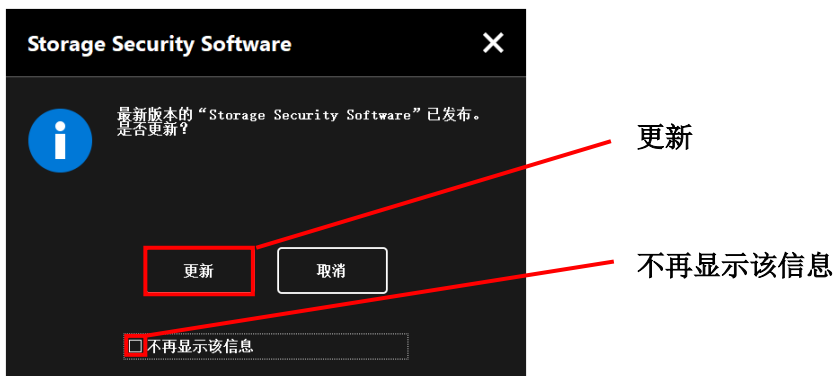 Storage Security Software
最新版本的“Storage Security Software”已发布。
是否更新？
更新
更新
取消
不再显示该信息
不再显示该信息